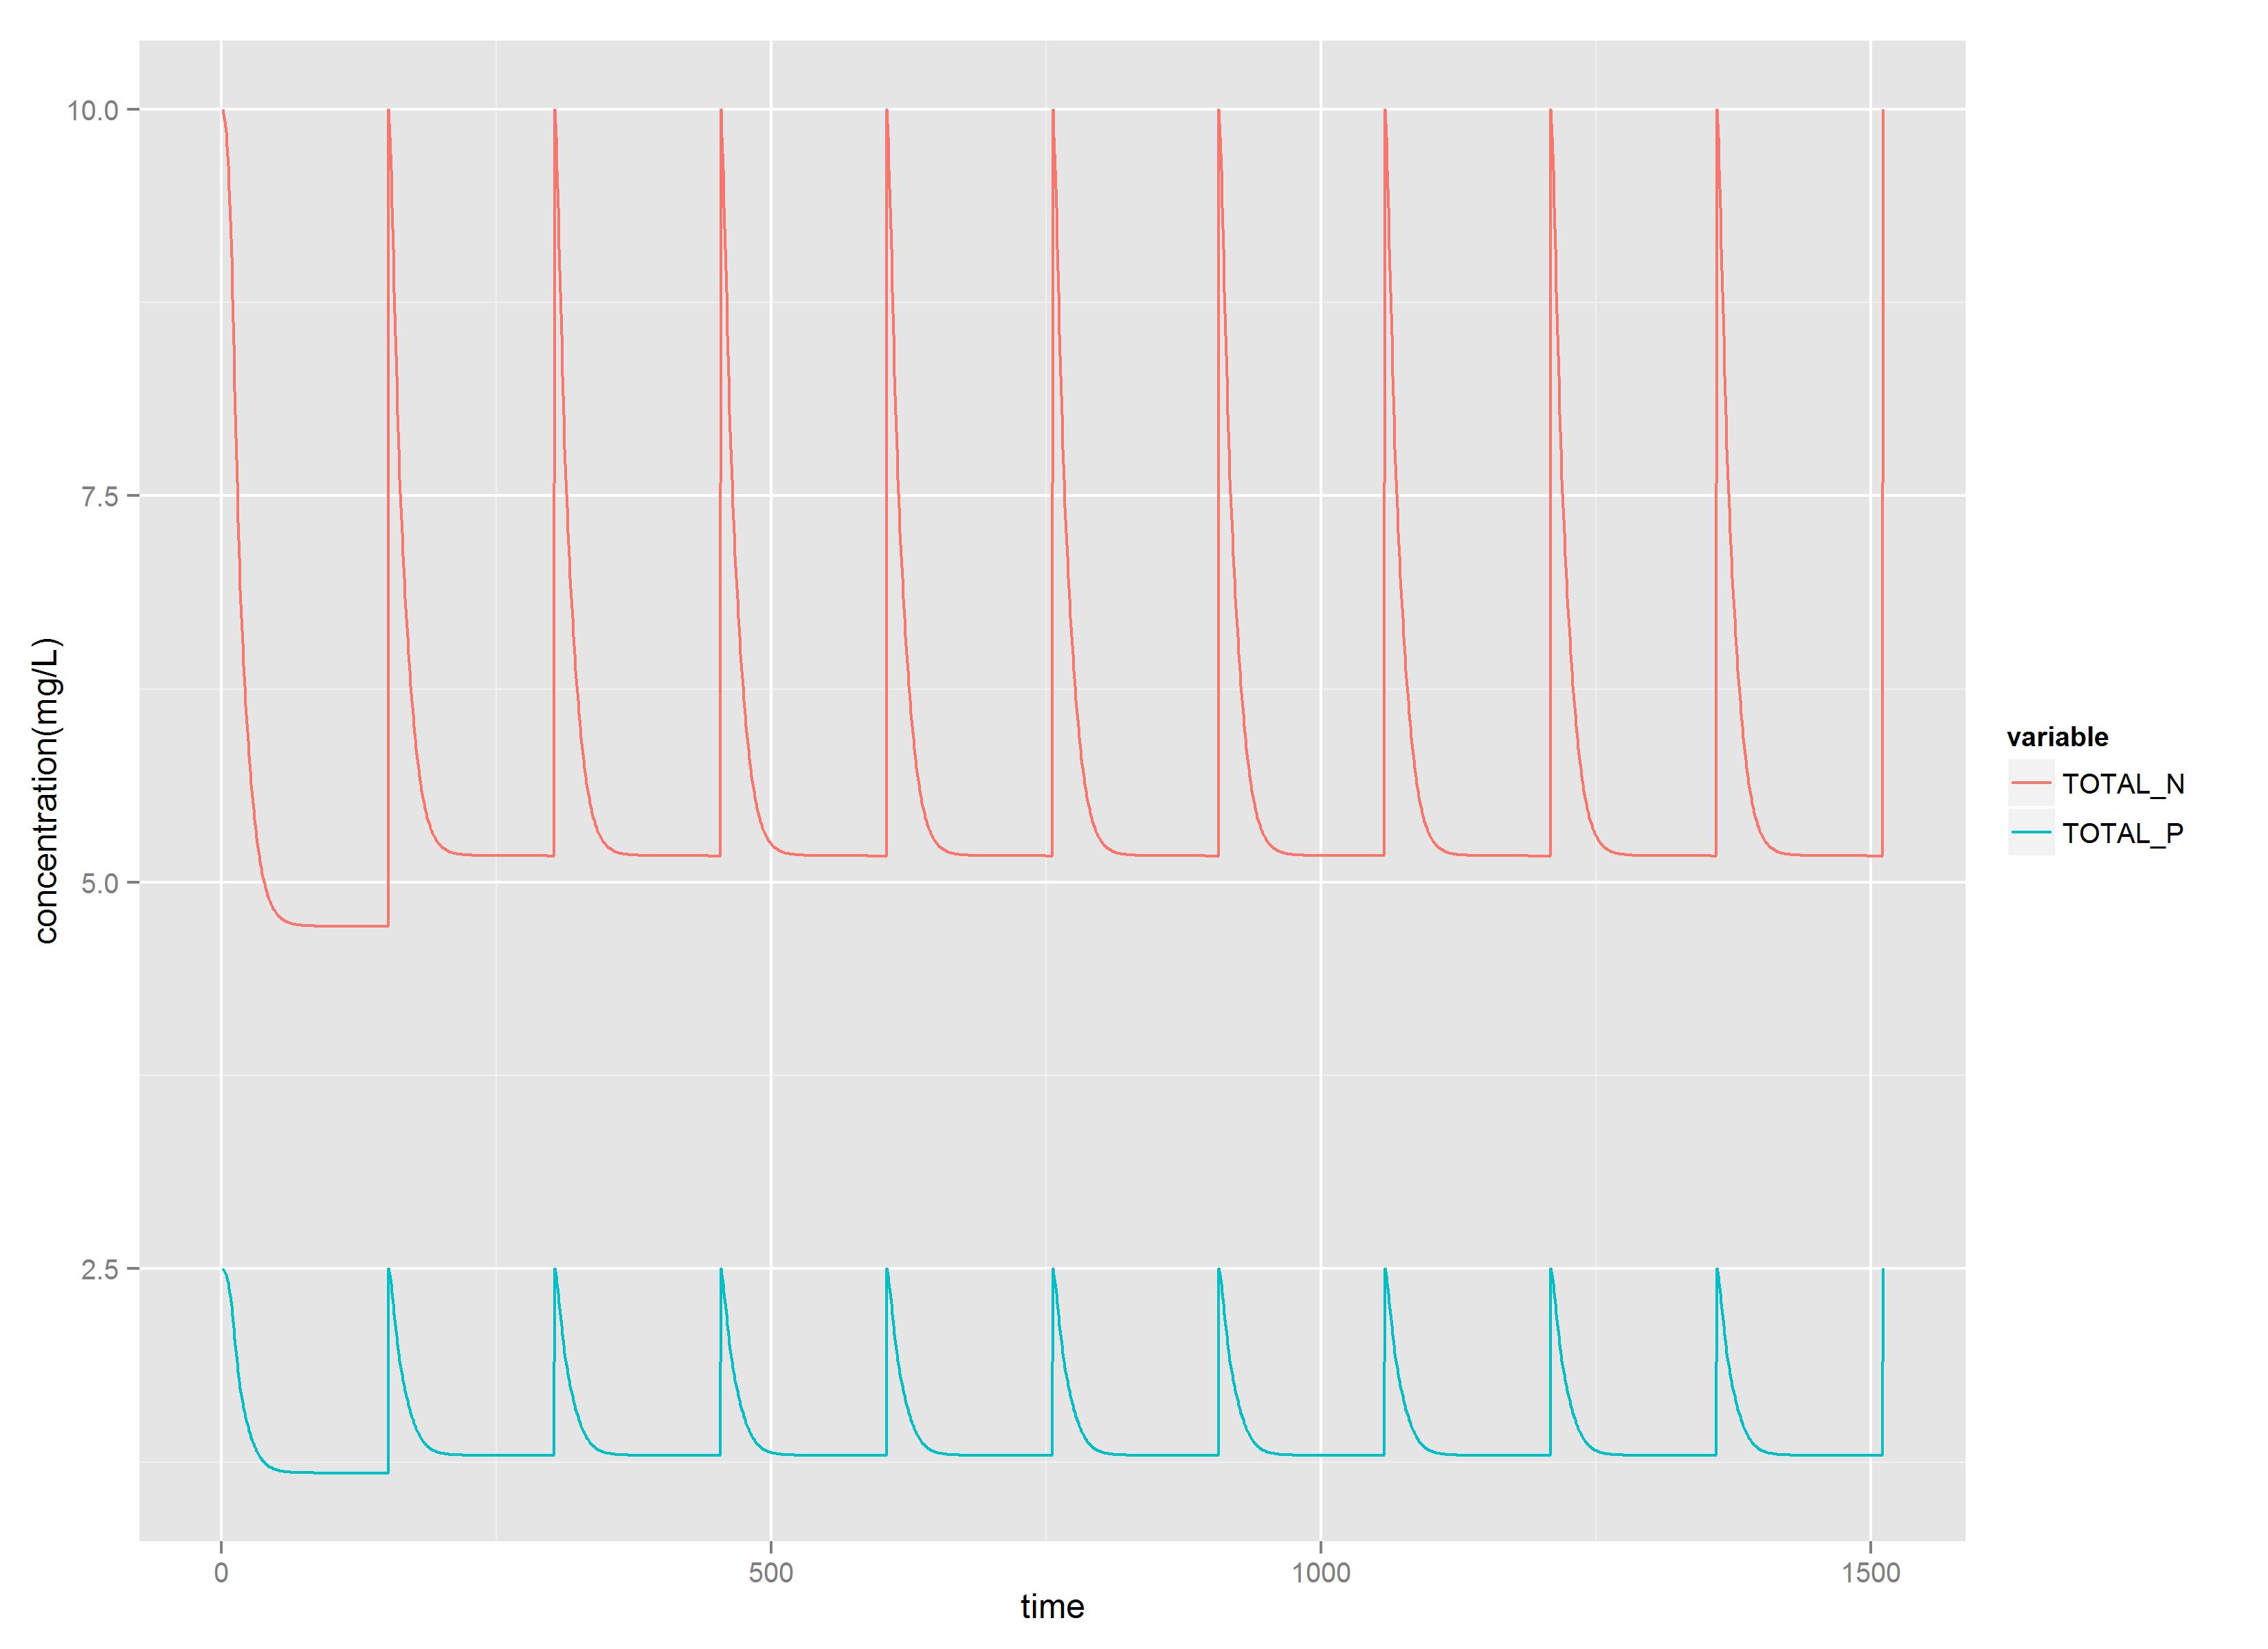 concentration(mg/L)
10.0
7.5
5.0
2.5
0
500
1000
1500
time
variable
TOTAL_N
TOTAL_P